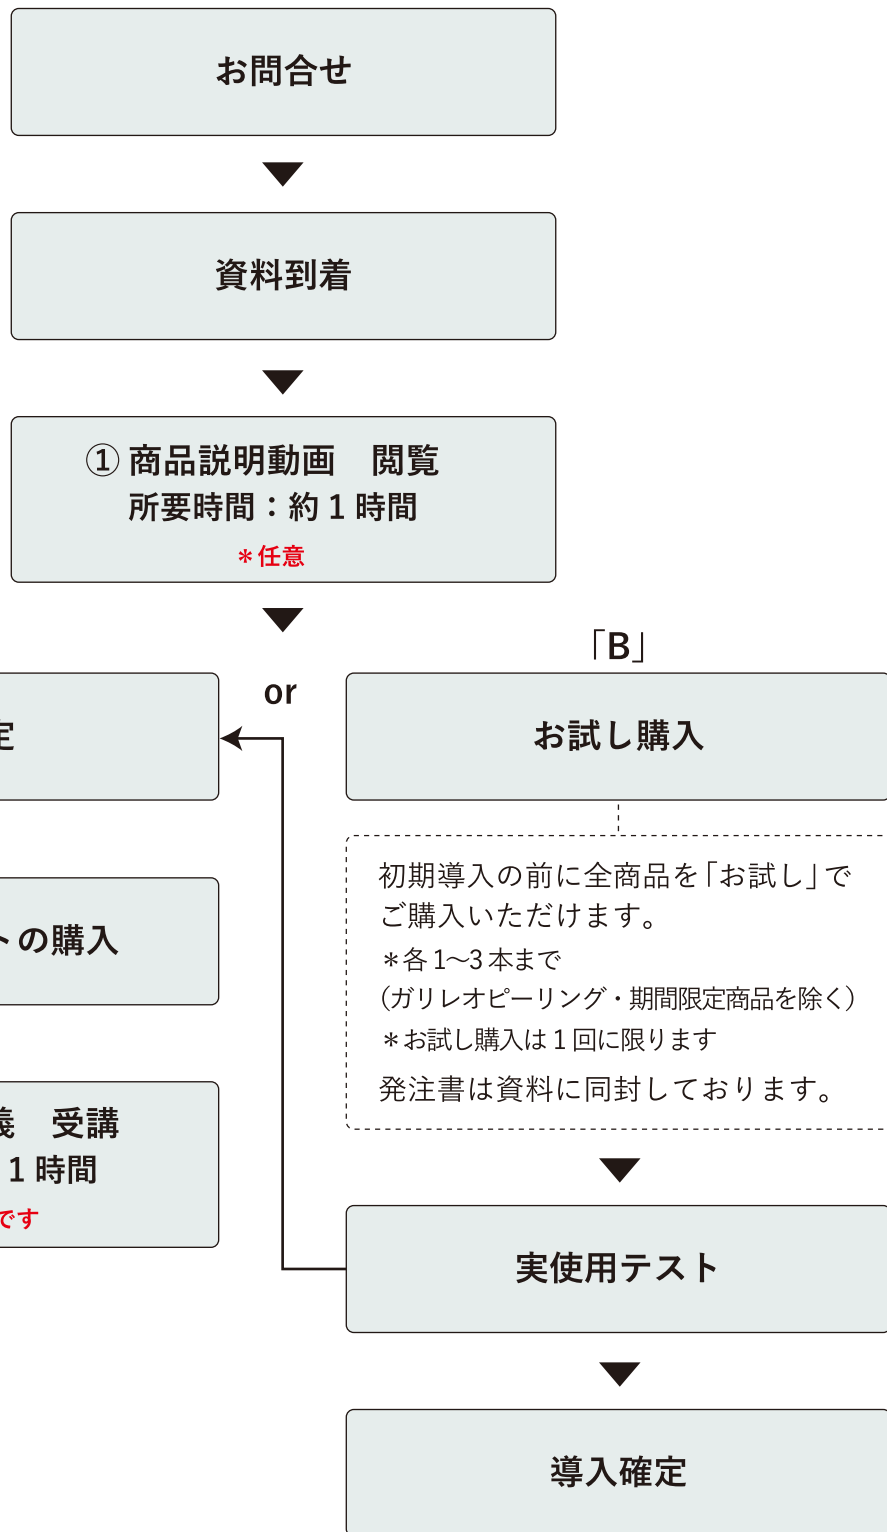 お問合せ
資料到着
① 商品説明動画　閲覧
所要時間：約 1 時間
＊任意
定
or
「B」
お試し購入
初期導入の前に全商品を「お試し」で
ご購入いただけます。
＊各 1〜3 本まで
（ガリレオピーリング・期間限定商品を除く）
＊お試し購入は 1 回に限ります
発注書は資料に同封しております。
トの購入
義　受講
1 時間
です
実使用テスト
導入確定